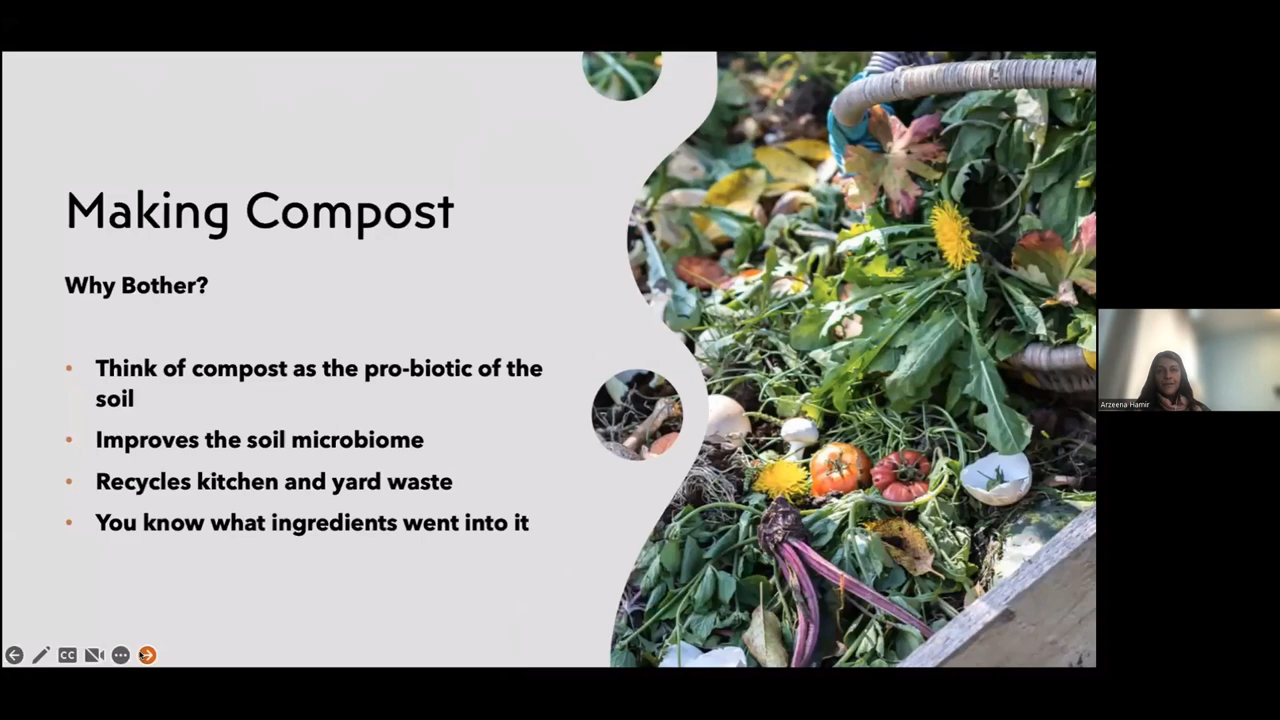 Making Compost
Why Bother?
• Think of compost as the pro-biotic of the
soil
• Improves the soil microbiome
• Recycles kitchen and yard waste
• You know what ingredients went into it
Arzeena Hamir
CC